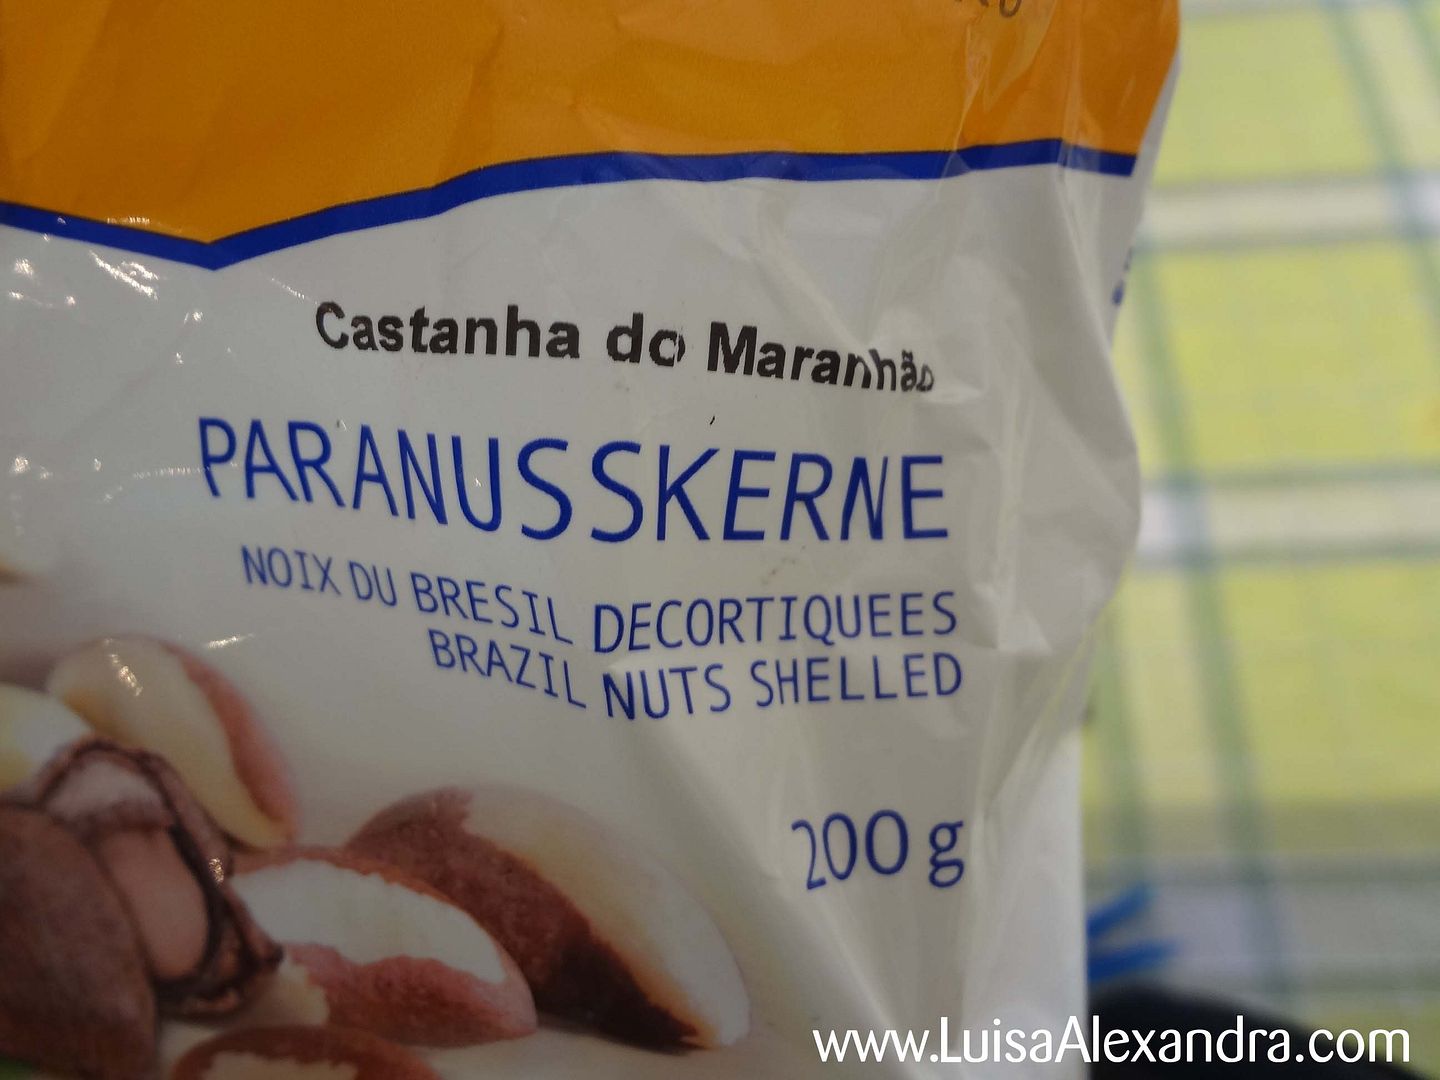 Castanha do Maranhão
PARANUSSKERNE
NOIX DU BRESIL DECORTIQUEES
BRAZIL NUTS SHELLED
200 g
www.LuisaAlexandra.com